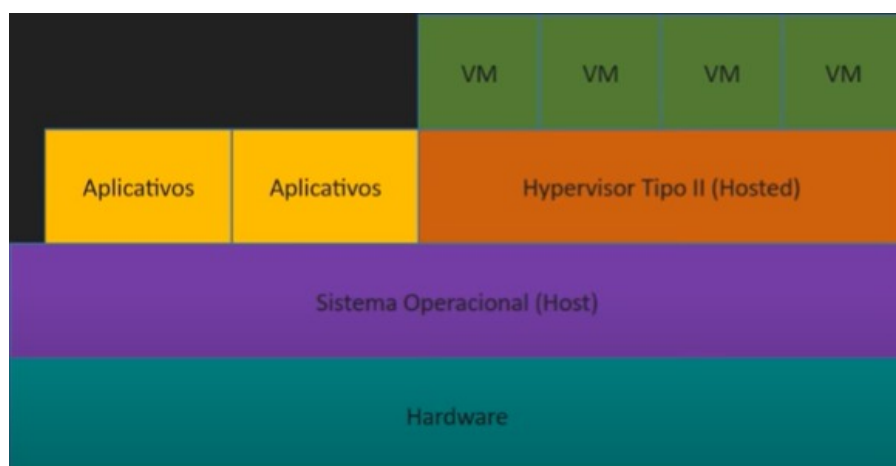 VM VM VM VM
Aplicativos Aplicativos Hypervisor Tipo II (Hosted)
Sistema Operacional (Host)
Hardware